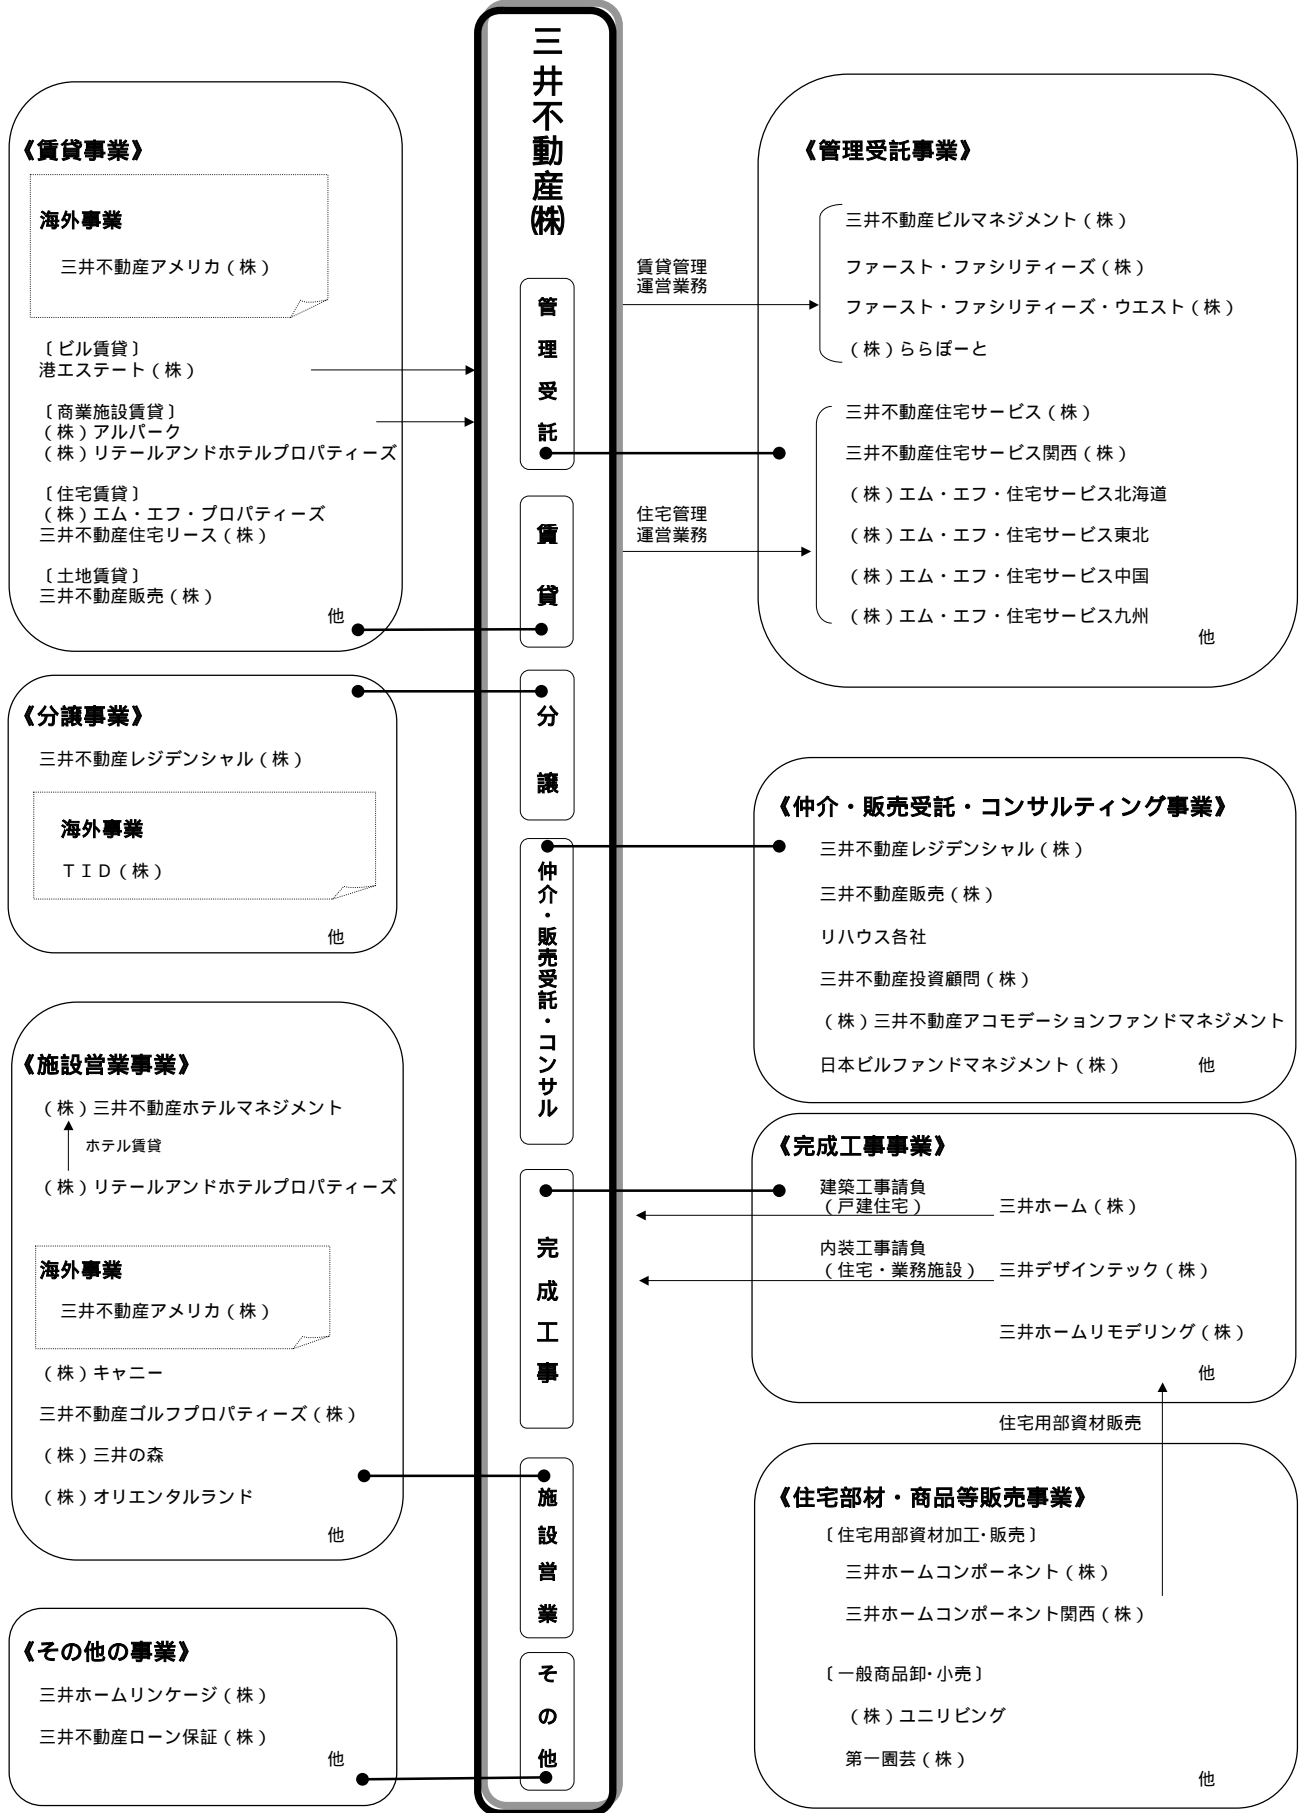 三井不動産㈱
《賃貸事業》
海外事業
三井不動産アメリカ(株)
〔ビル賃貸〕
港エステート(株)
〔商業施設賃貸〕
(株)アルパーク
(株)リテールアンドホテルプロパティーズ
〔住宅賃貸〕
(株)エム・エフ・プロパティーズ
三井不動産住宅リース(株)
〔土地賃貸〕
三井不動産販売(株)
他
《分譲事業》
三井不動産レジデンシャル(株)
海外事業
TID(株)
他
《施設営業事業》
(株)三井不動産ホテルマネジメント
ホテル賃貸
(株)リテールアンドホテルプロパティーズ
海外事業
三井不動産アメリカ(株)
(株)キャニー
三井不動産ゴルフプロパティーズ(株)
(株)三井の森
(株)オリエンタルランド
他
《その他の事業》
三井ホームリンケージ(株)
三井不動産ローン保証(株)
他
管理受託
賃貸
分譲
仲介・販売受託・コンサル
完成工事
施設営業
その他
賃貸管理
運営業務
住宅管理
運営業務
《管理受託事業》
三井不動産ビルマネジメント(株)
ファースト・ファシリティーズ(株)
ファースト・ファシリティーズ・ウエスト(株)
(株)ららぽーと
三井不動産住宅サービス(株)
三井不動産住宅サービス関西(株)
(株)エム・エフ・住宅サービス北海道
(株)エム・エフ・住宅サービス東北
(株)エム・エフ・住宅サービス中国
(株)エム・エフ・住宅サービス九州
他
《仲介・販売受託・コンサルティング事業》
三井不動産レジデンシャル(株)
三井不動産販売(株)
リハウス各社
三井不動産投資顧問(株)
(株)三井不動産アコモデーションファンドマネジメント
日本ビルファンドマネジメント(株) 他
《完成工事事業》
建築工事請負
(戸建住宅) 三井ホーム(株)
内装工事請負
(住宅・業務施設) 三井デザインテック(株)
三井ホームリモデリング(株)
他
住宅用部資材販売
《住宅部材・商品等販売事業》
〔住宅用部資材加工・販売〕
三井ホームコンポーネント(株)
三井ホームコンポーネント関西(株)
〔一般商品卸・小売〕
(株)ユニリビング
第一園芸(株)
他